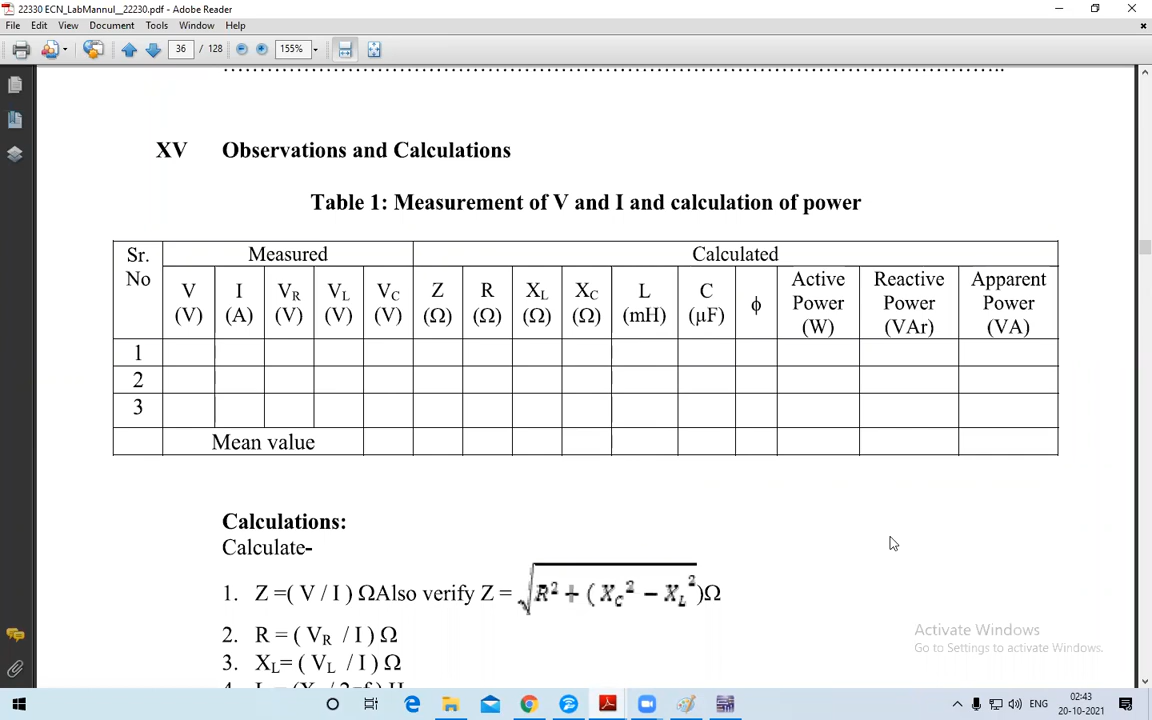 22330 ECN_LabMannul__22230.pdf - Adobe Reader
File Edit View Document Tools Window Help
36 / 128 155%
XV Observations and Calculations
Table 1: Measurement of V and I and calculation of power
Sr. No Measured Calculated
V (V) I (A) VR (V) VL (V) VC (V) Z (Ω) R (Ω) XL (Ω) XC (Ω) L (mH) C (µF) ϕ Active Power (W) Reactive Power (VAr) Apparent Power (VA)
1
2
3
Mean value
Calculations:
Calculate-
1. Z =( V / I ) ΩAlso verify Z = √R² + ( XC² − XL²)Ω
2. R = ( VR / I ) Ω
3. XL= ( VL / I ) Ω
Activate Windows
Go to Settings to activate Windows.
ENG
02:43
20-10-2021